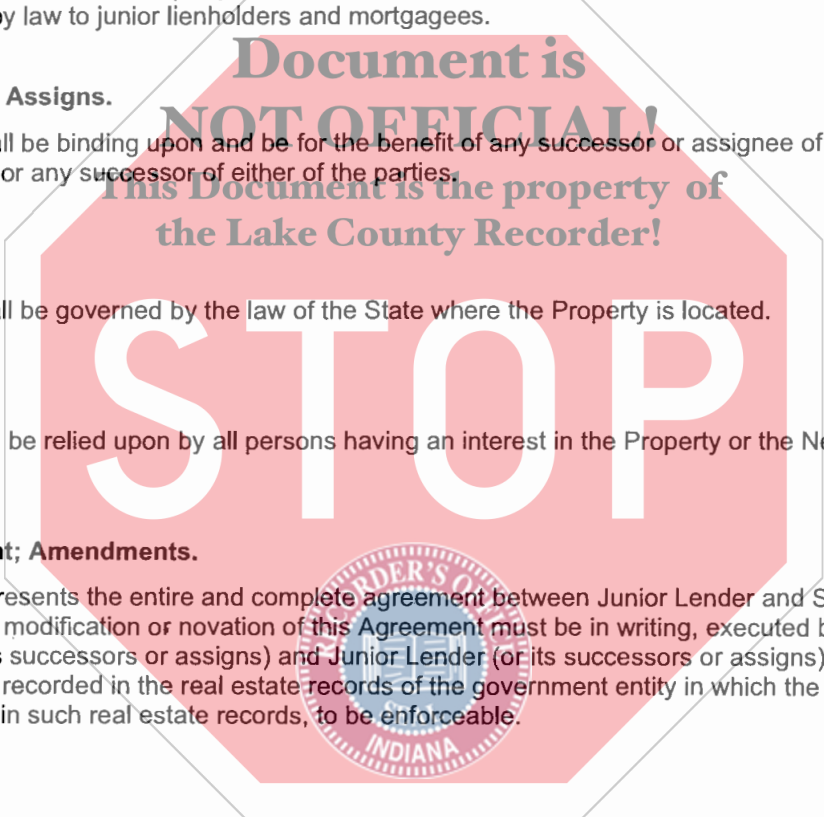 by law to junior lienholders and mortgagees.
Document is
Assigns.
NOT OFFICIAL!
all be binding upon and be for the benefit of any successor or assignee of
or any successor of either of the parties.
This Document is the property of
the Lake County Recorder!
all be governed by the law of the State where the Property is located.
STOP
be relied upon by all persons having an interest in the Property or the Ne
nt; Amendments.
resents the entire and complete agreement between Junior Lender and S
modification or novation of this Agreement must be in writing, executed b
s successors or assigns) and Junior Lender (or its successors or assigns)
recorded in the real estate records of the government entity in which the
in such real estate records, to be enforceable.
RECORDER'S OFFICE
SEAL
INDIANA